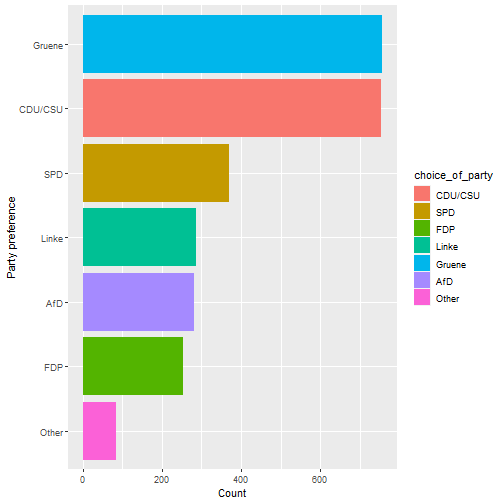 Party preference
Gruene
CDU/CSU
SPD
Linke
AfD
FDP
Other
0
200
400
600
Count
choice_of_party
CDU/CSU
SPD
FDP
Linke
Gruene
AfD
Other